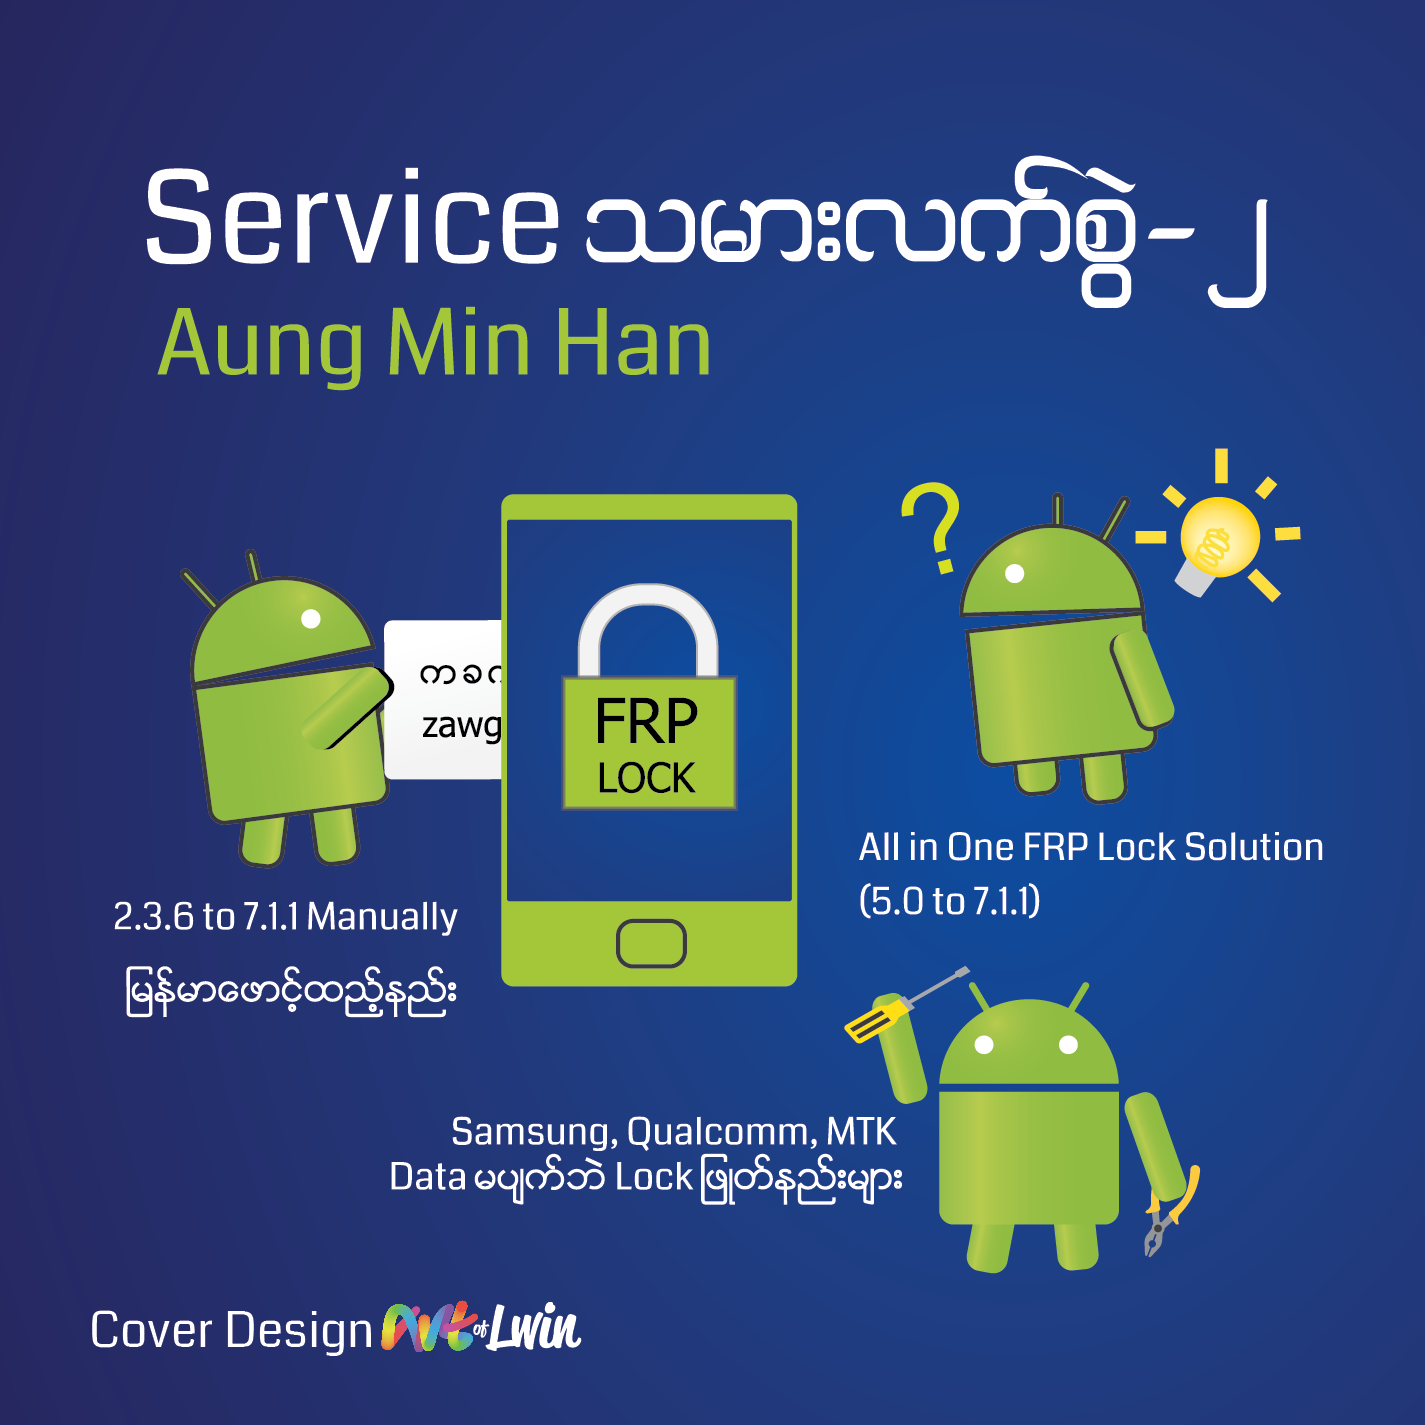 Service သမားလက်စွဲ-၂
Aung Min Han
ကခဂ
zawg
FRP
LOCK
?
All in One FRP Lock Solution
(5.0 to 7.1.1)
2.3.6 to 7.1.1 Manually
မြန်မာဖောင့်ထည့်နည်း
Samsung, Qualcomm, MTK
Data မပျက်ဘဲ Lock ဖြုတ်နည်းများ
Cover Design Art of Lwin